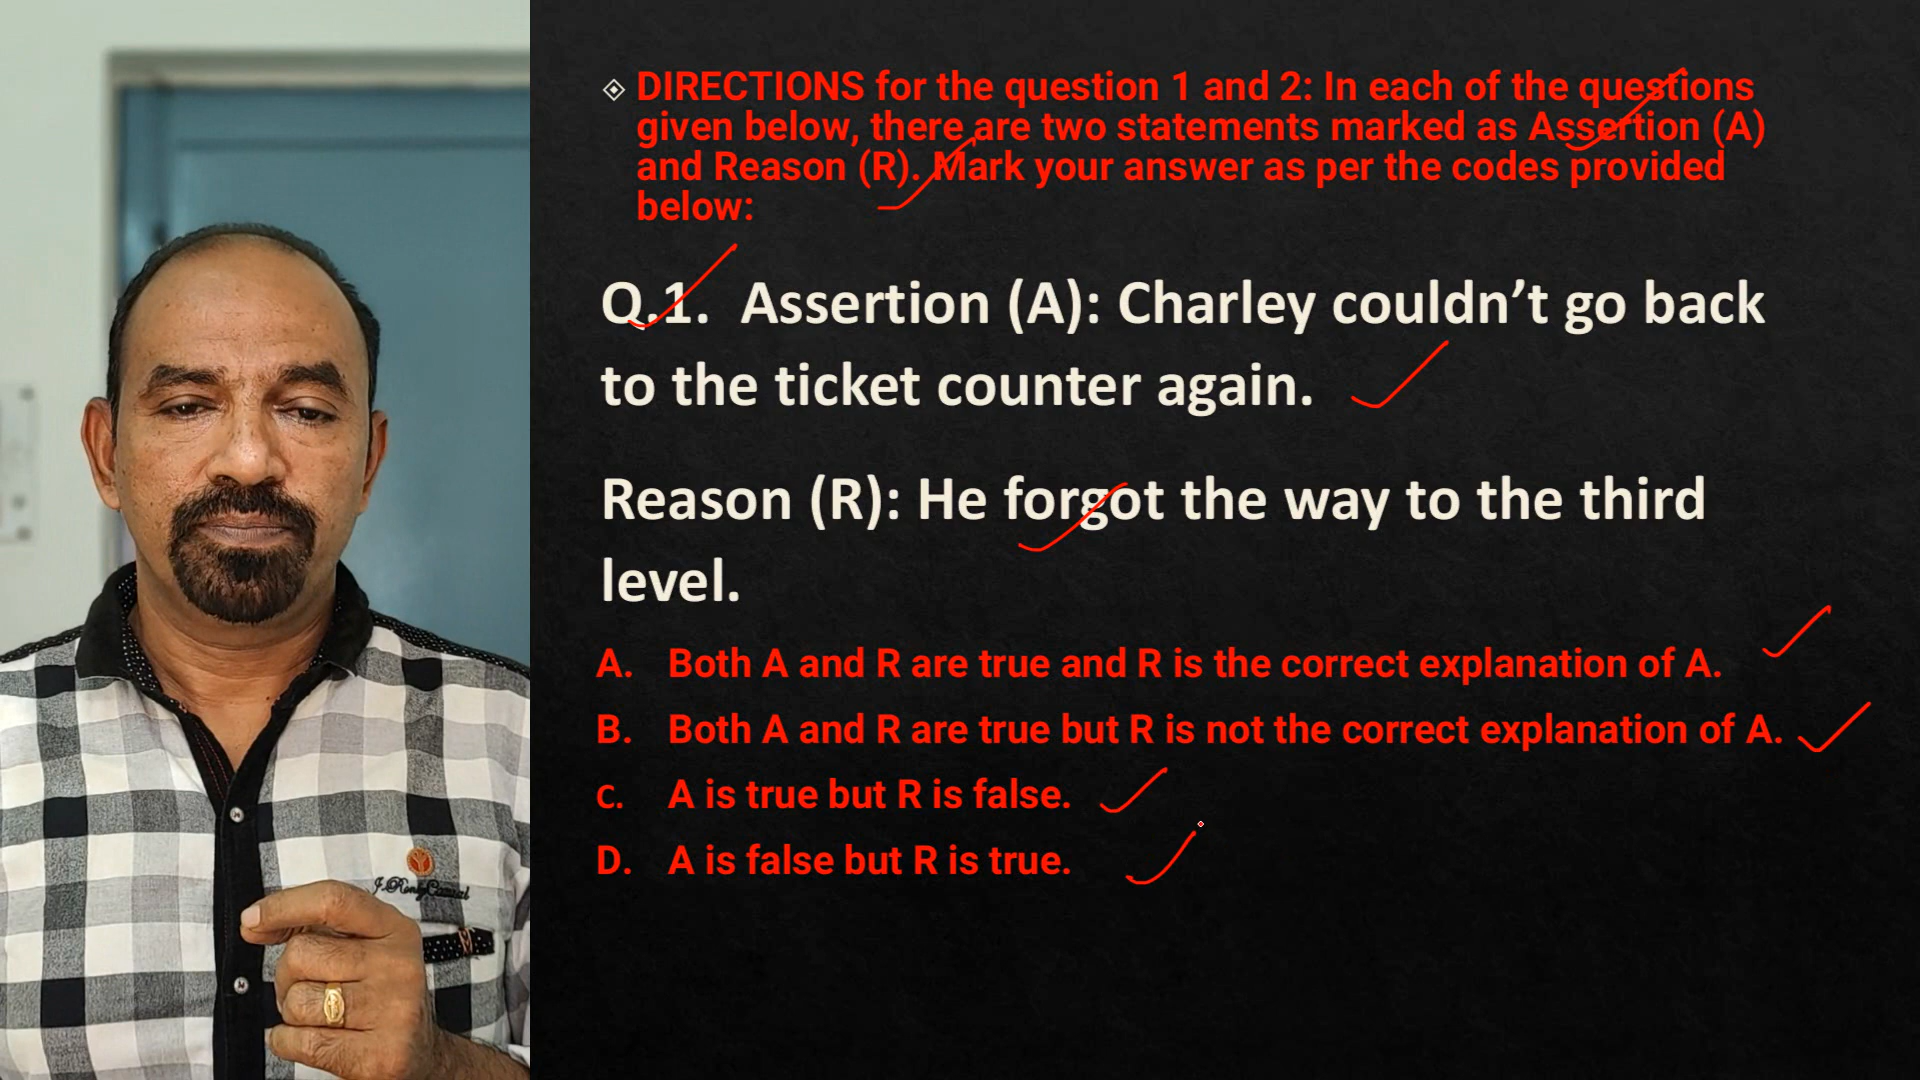 DIRECTIONS for the question 1 and 2: In each of the questions
given below, there are two statements marked as Assertion (A)
and Reason (R). Mark your answer as per the codes provided
below:
Q.1. Assertion (A): Charley couldn’t go back
to the ticket counter again.
Reason (R): He forgot the way to the third
level.
A. Both A and R are true and R is the correct explanation of A.
B. Both A and R are true but R is not the correct explanation of A.
C. A is true but R is false.
D. A is false but R is true.